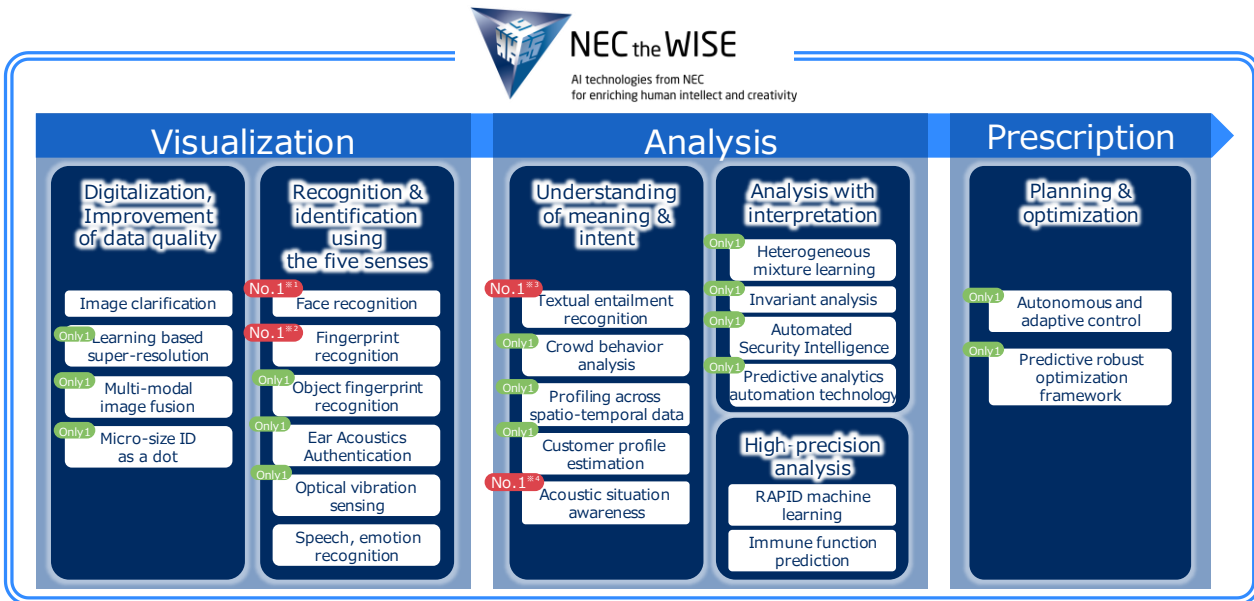 NEC the WISE
AI technologies from NEC
for enriching human intellect and creativity
Visualization
Digitalization,
Improvement
of data quality
Image clarification
Only1
Learning based
super-resolution
Only1
Multi-modal
image fusion
Only1
Micro-size ID
as a dot
Recognition &
identification
using
the five senses
No.1※1
Face recognition
No.1※2
Fingerprint
recognition
Only1
Object fingerprint
recognition
Only1
Ear Acoustics
Authentication
Only1
Optical vibration
sensing
Speech, emotion
recognition
Analysis
Understanding
of meaning &
intent
No.1※3
Textual entailment
recognition
Only1
Crowd behavior
analysis
Only1
Profiling across
spatio-temporal data
Only1
Customer profile
estimation
No.1※4
Acoustic situation
awareness
Analysis with
interpretation
Only1
Heterogeneous
mixture learning
Only1
Invariant analysis
Only1
Automated
Security Intelligence
Only1
Predictive analytics
automation technology
High-precision
analysis
RAPID machine
learning
Immune function
prediction
Prescription
Planning &
optimization
Only1
Autonomous and
adaptive control
Only1
Predictive robust
optimization
framework